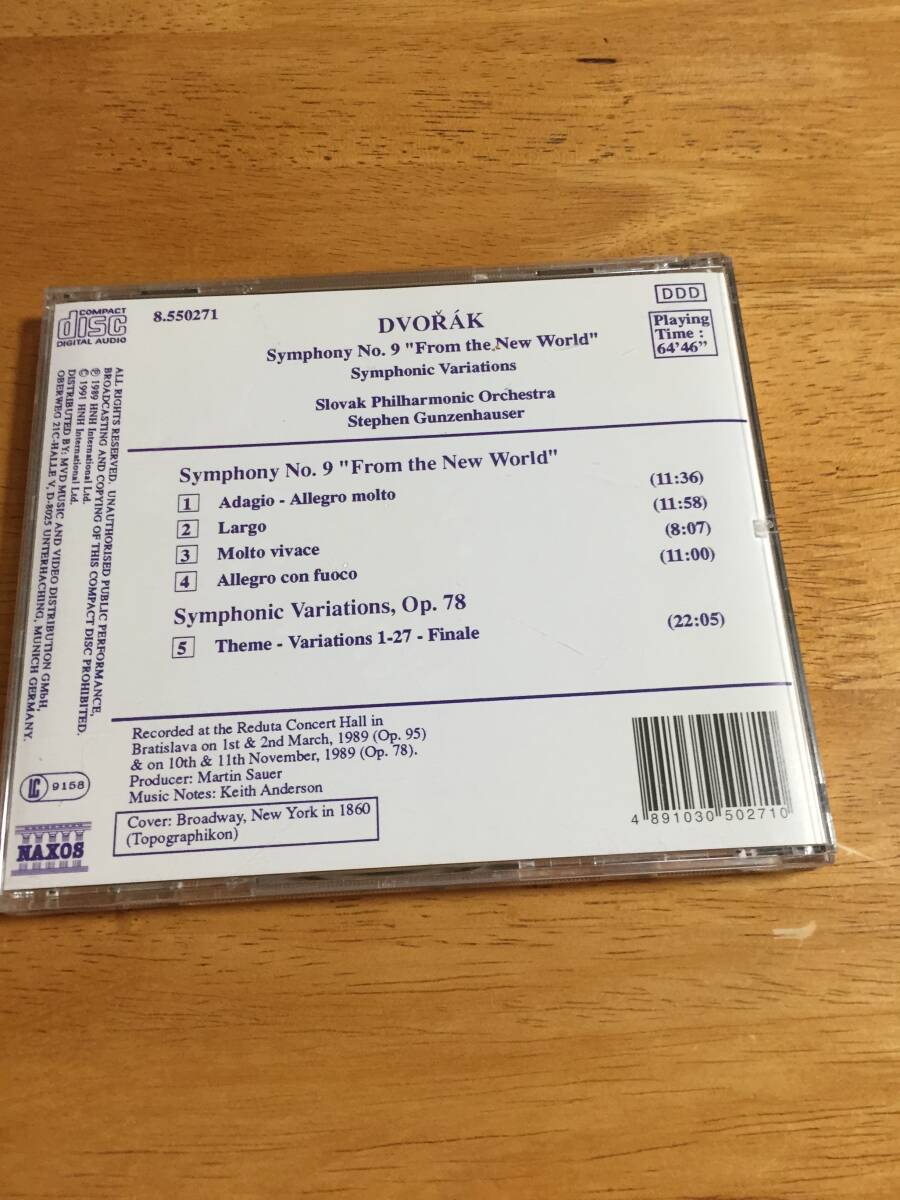 COMPACT
disc
DIGITAL AUDIO
8.550271
DVOŘÁK
Symphony No. 9 "From the New World"
Symphonic Variations
Slovak Philharmonic Orchestra
Stephen Gunzenhauser
DDD
Playing
Time :
64'46"
Symphony No. 9 "From the New World"
1 Adagio - Allegro molto (11:36)
2 Largo (11:58)
3 Molto vivace (8:07)
4 Allegro con fuoco (11:00)
Symphonic Variations, Op. 78
5 Theme - Variations 1-27 - Finale (22:05)
Recorded at the Reduta Concert Hall in
Bratislava on 1st & 2nd March, 1989 (Op. 95)
& on 10th & 11th November, 1989 (Op. 78).
Producer: Martin Sauer
Music Notes: Keith Anderson
Cover: Broadway, New York in 1860
(Topographikon)
4 891030 502710
ALL RIGHTS RESERVED. UNAUTHORISED PUBLIC PERFORMANCE,
BROADCASTING AND COPYING OF THIS COMPACT DISC PROHIBITED.
℗ 1989 HNH International Ltd.
© 1991 HNH International Ltd.
DISTRIBUTED BY: MVD MUSIC AND VIDEO DISTRIBUTION GMbH,
OBERWEG 21C-HALLE V, D-8025 UNTERHACHING, MUNICH GERMANY.
LC 9158
NAXOS